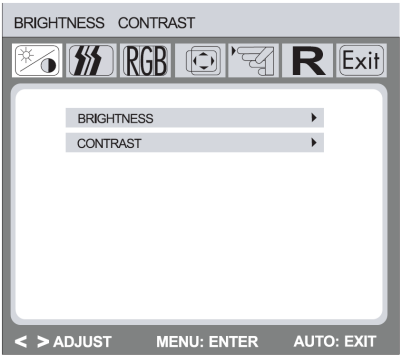 BRIGHTNESS CONTRAST
RGB R Exit
BRIGHTNESS
CONTRAST
< > ADJUST MENU: ENTER AUTO: EXIT